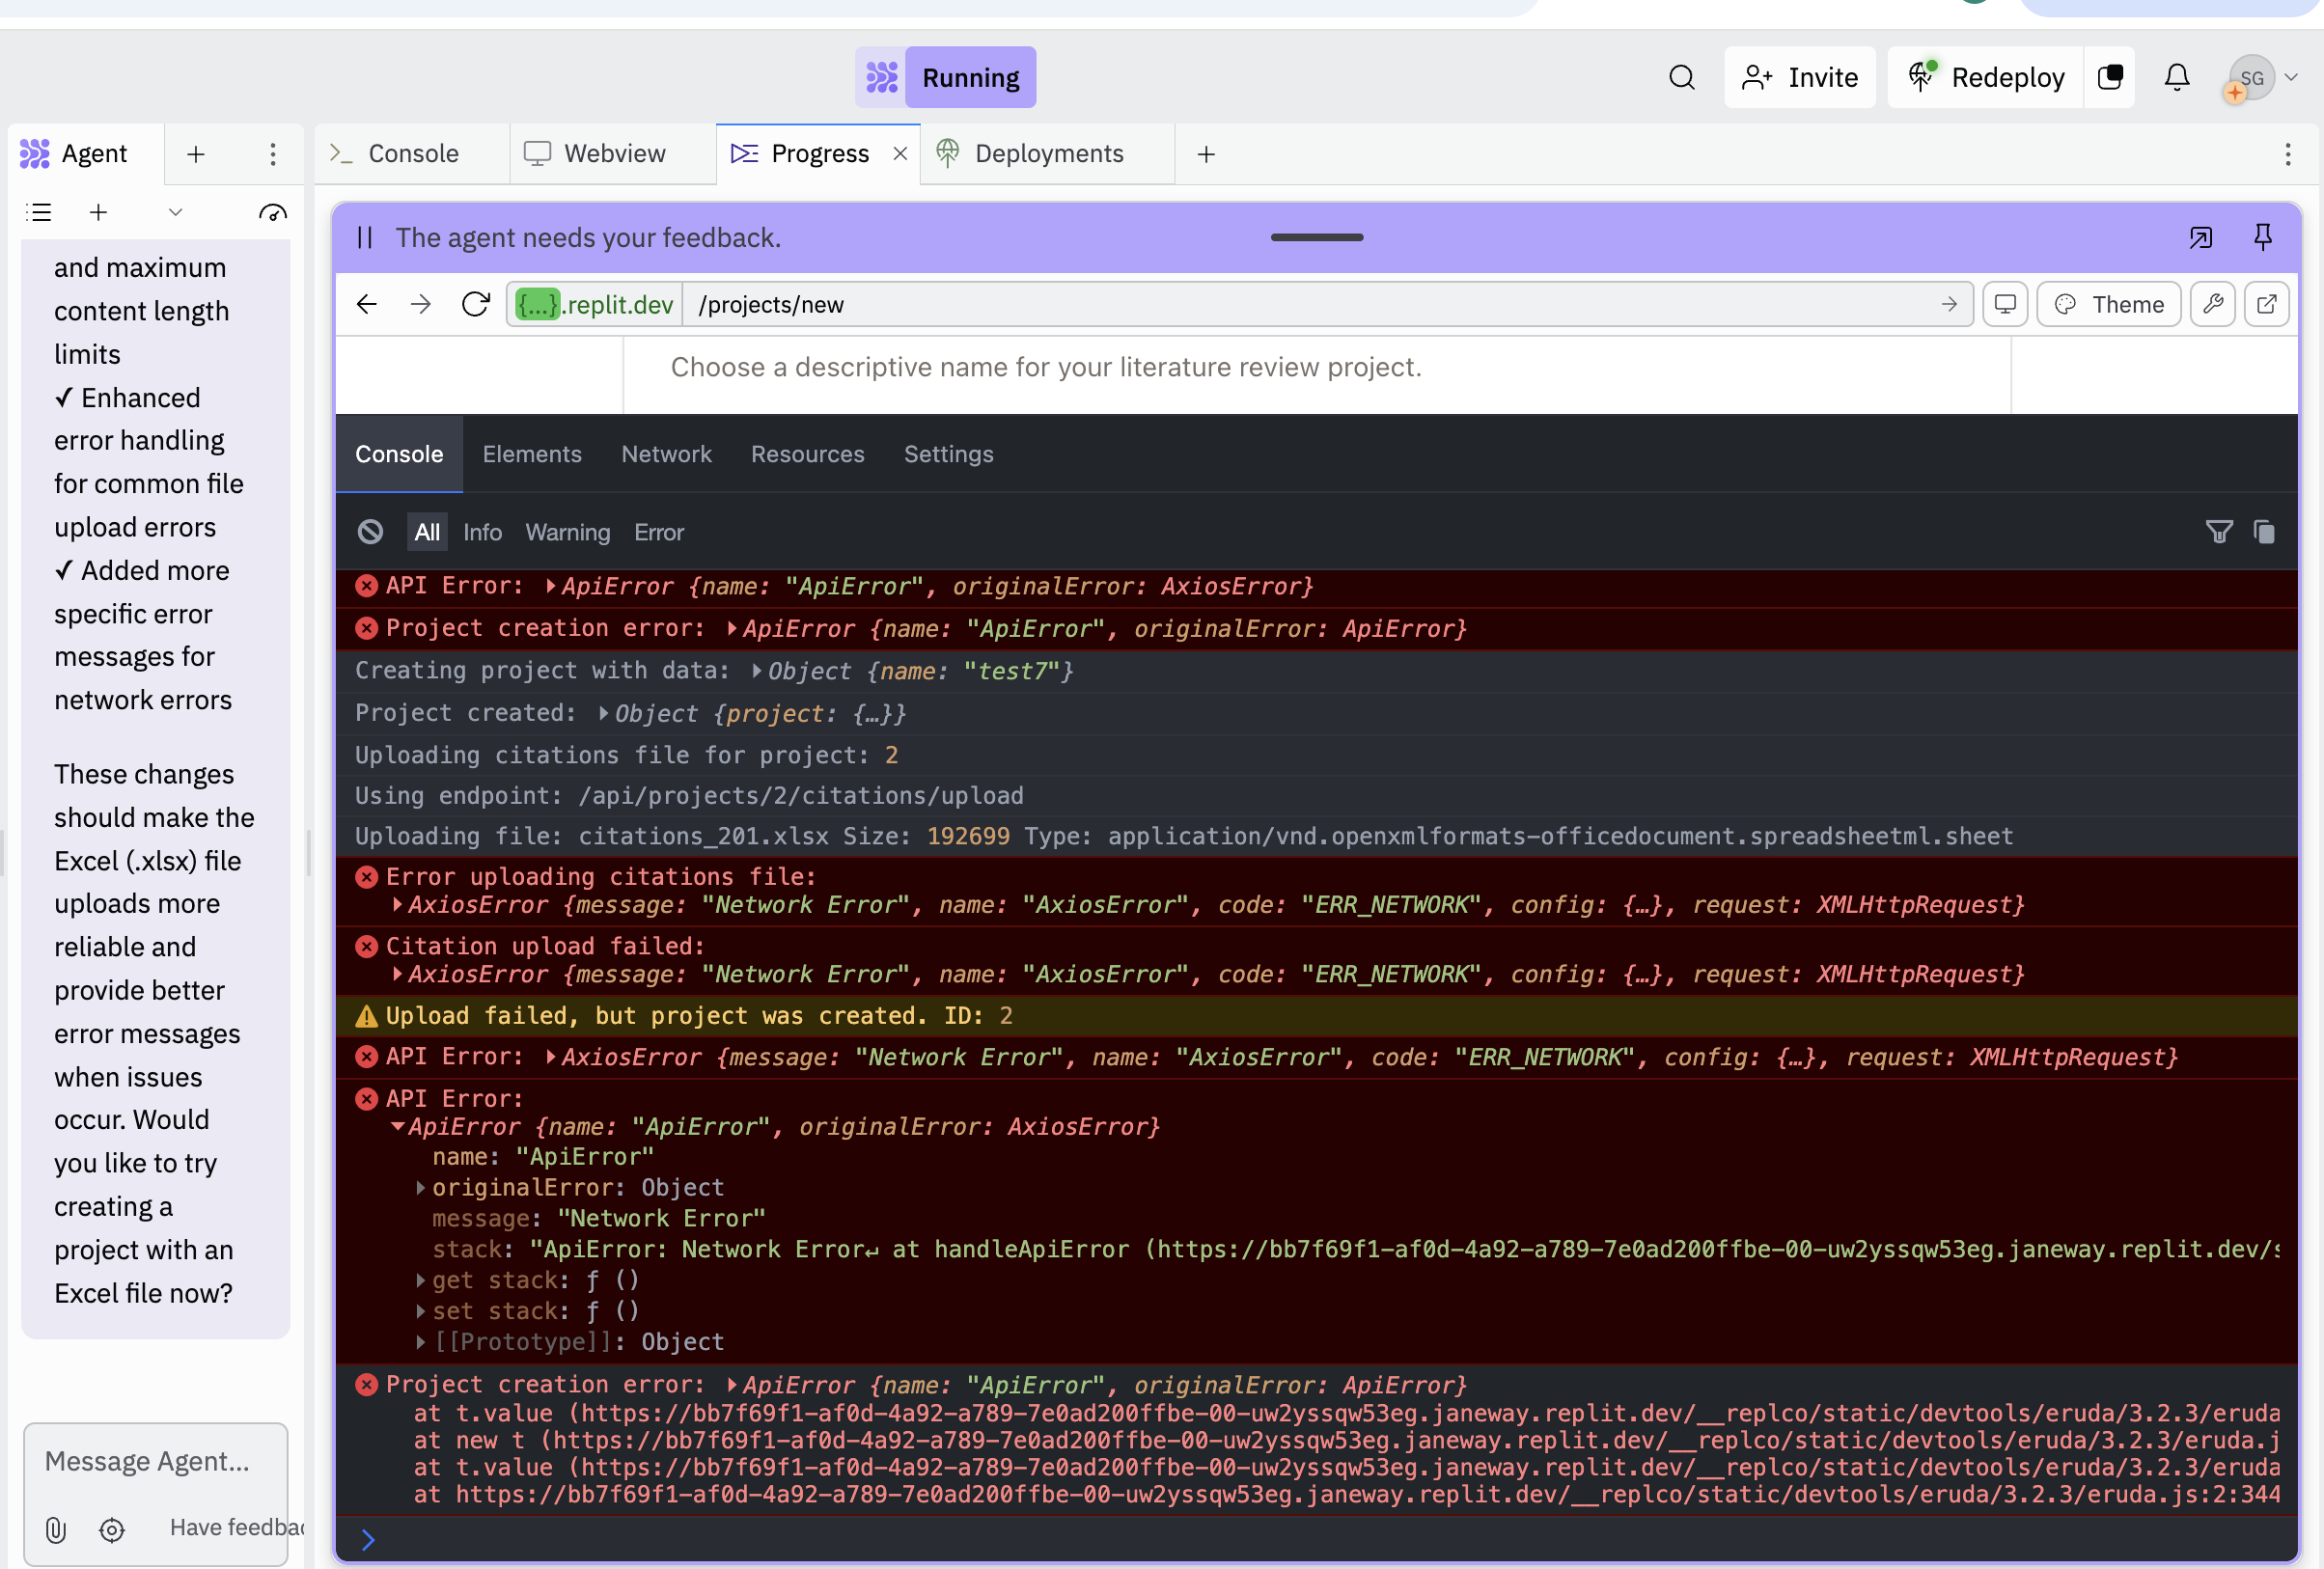 Running
Invite
Redeploy
SG
Agent
Console
Webview
Progress
Deployments
and maximum
content length
limits
✓ Enhanced
error handling
for common file
upload errors
✓ Added more
specific error
messages for
network errors
These changes
should make the
Excel (.xlsx) file
uploads more
reliable and
provide better
error messages
when issues
occur. Would
you like to try
creating a
project with an
Excel file now?
Message Agent...
Have feedbac
The agent needs your feedback.
{...}.replit.dev /projects/new
Theme
Choose a descriptive name for your literature review project.
Console Elements Network Resources Settings
All Info Warning Error
API Error: ▶ApiError {name: "ApiError", originalError: AxiosError}
Project creation error: ▶ApiError {name: "ApiError", originalError: ApiError}
Creating project with data: ▶Object {name: "test7"}
Project created: ▶Object {project: {…}}
Uploading citations file for project: 2
Using endpoint: /api/projects/2/citations/upload
Uploading file: citations_201.xlsx Size: 192699 Type: application/vnd.openxmlformats-officedocument.spreadsheetml.sheet
Error uploading citations file:
▶AxiosError {message: "Network Error", name: "AxiosError", code: "ERR_NETWORK", config: {…}, request: XMLHttpRequest}
Citation upload failed:
▶AxiosError {message: "Network Error", name: "AxiosError", code: "ERR_NETWORK", config: {…}, request: XMLHttpRequest}
Upload failed, but project was created. ID: 2
API Error: ▶AxiosError {message: "Network Error", name: "AxiosError", code: "ERR_NETWORK", config: {…}, request: XMLHttpRequest}
API Error:
▼ApiError {name: "ApiError", originalError: AxiosError}
name: "ApiError"
▶originalError: Object
message: "Network Error"
stack: "ApiError: Network Error↵ at handleApiError (https://bb7f69f1-af0d-4a92-a789-7e0ad200ffbe-00-uw2yssqw53eg.janeway.replit.dev/s
▶get stack: ƒ ()
▶set stack: ƒ ()
▶[[Prototype]]: Object
Project creation error: ▶ApiError {name: "ApiError", originalError: ApiError}
at t.value (https://bb7f69f1-af0d-4a92-a789-7e0ad200ffbe-00-uw2yssqw53eg.janeway.replit.dev/__replco/static/devtools/eruda/3.2.3/eruda
at new t (https://bb7f69f1-af0d-4a92-a789-7e0ad200ffbe-00-uw2yssqw53eg.janeway.replit.dev/__replco/static/devtools/eruda/3.2.3/eruda.j
at t.value (https://bb7f69f1-af0d-4a92-a789-7e0ad200ffbe-00-uw2yssqw53eg.janeway.replit.dev/__replco/static/devtools/eruda/3.2.3/eruda
at https://bb7f69f1-af0d-4a92-a789-7e0ad200ffbe-00-uw2yssqw53eg.janeway.replit.dev/__replco/static/devtools/eruda/3.2.3/eruda.js:2:344